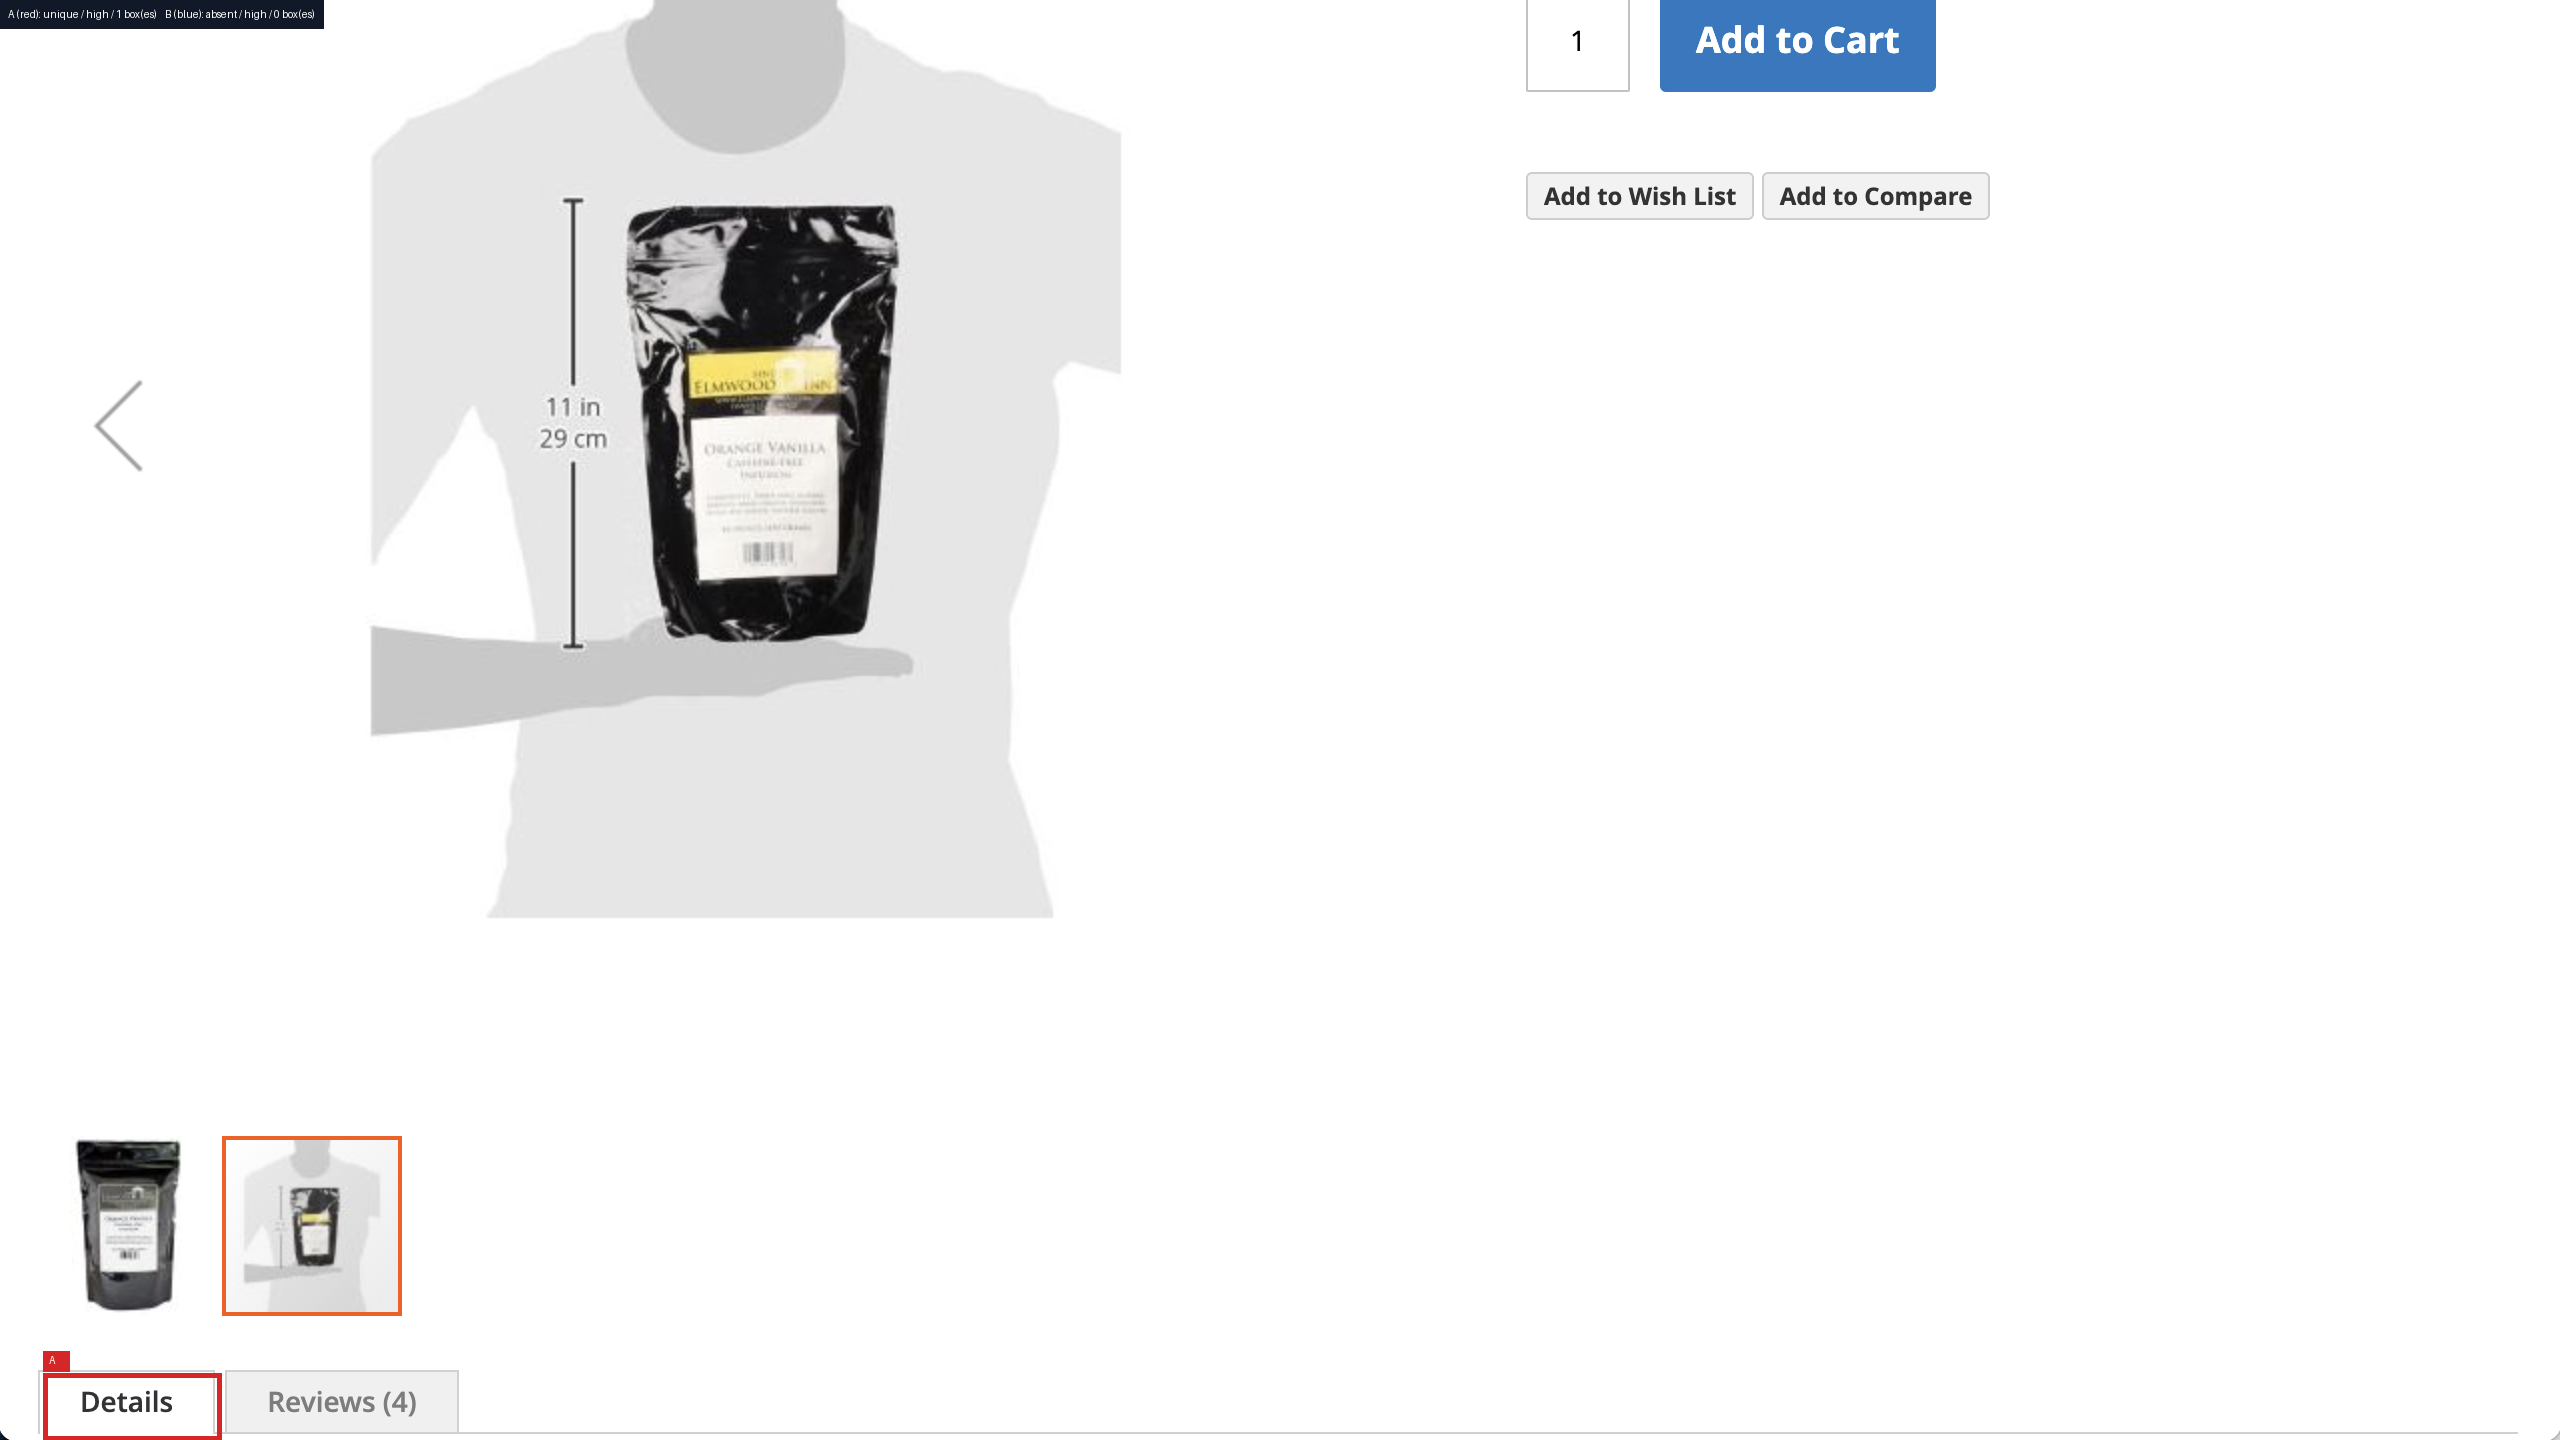 A (red): unique / high / 1 box(es) B (blue): absent / high / 0 box(es)
1
Add to Cart
Add to Wish List
Add to Compare
11 in
29 cm
ELMWOOD INN
ORANGE VANILLA
CAFFEINE-FREE
INFUSION
A
Details
Reviews (4)